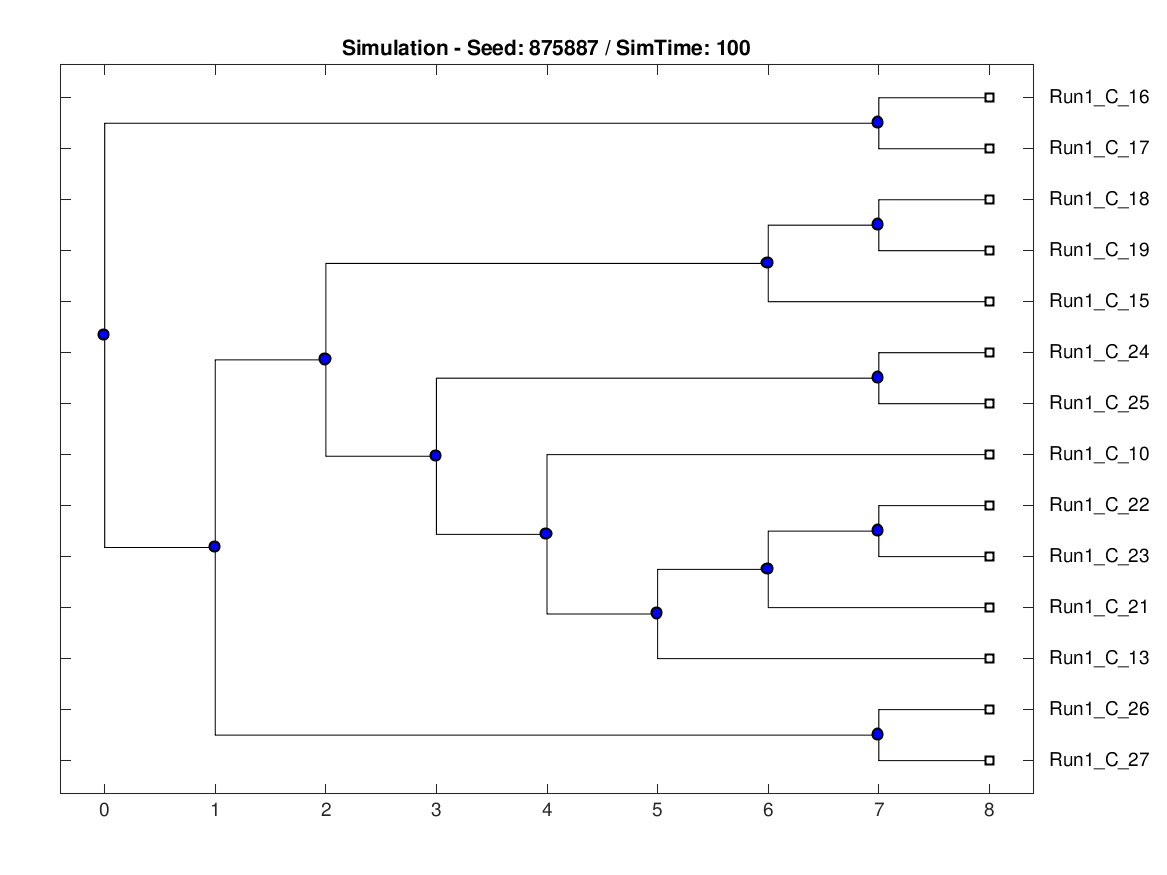 Simulation - Seed: 875887 / SimTime: 100
Run1_C_16
Run1_C_17
Run1_C_18
Run1_C_19
Run1_C_15
Run1_C_24
Run1_C_25
Run1_C_10
Run1_C_22
Run1_C_23
Run1_C_21
Run1_C_13
Run1_C_26
Run1_C_27
0 1 2 3 4 5 6 7 8